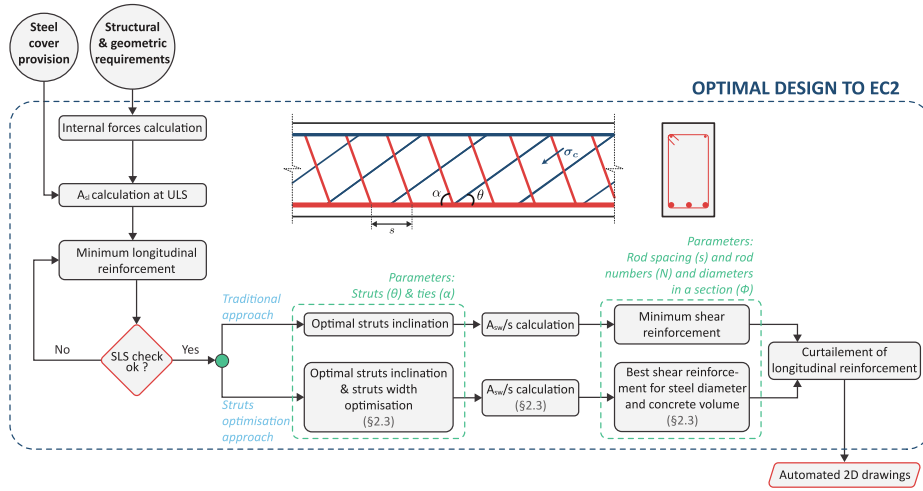 Steel
cover
provision
Structural
& geometric
requirements
OPTIMAL DESIGN TO EC2
Internal forces calculation
A_sl calculation at ULS
Minimum longitudinal
reinforcement
SLS check
ok ?
No
Yes
σ_c
α
θ
s
Traditional
approach
Struts
optimisation
approach
Parameters:
Struts (θ) & ties (α)
Optimal struts inclination
Optimal struts inclination
& struts width
optimisation
(§2.3)
A_sw/s calculation
A_sw/s calculation
(§2.3)
Parameters:
Rod spacing (s) and rod
numbers (N) and diameters
in a section (Φ)
Minimum shear
reinforcement
Best shear reinforce-
ment for steel diameter
and concrete volume
(§2.3)
Curtailement of
longitudinal reinforcement
Automated 2D drawings